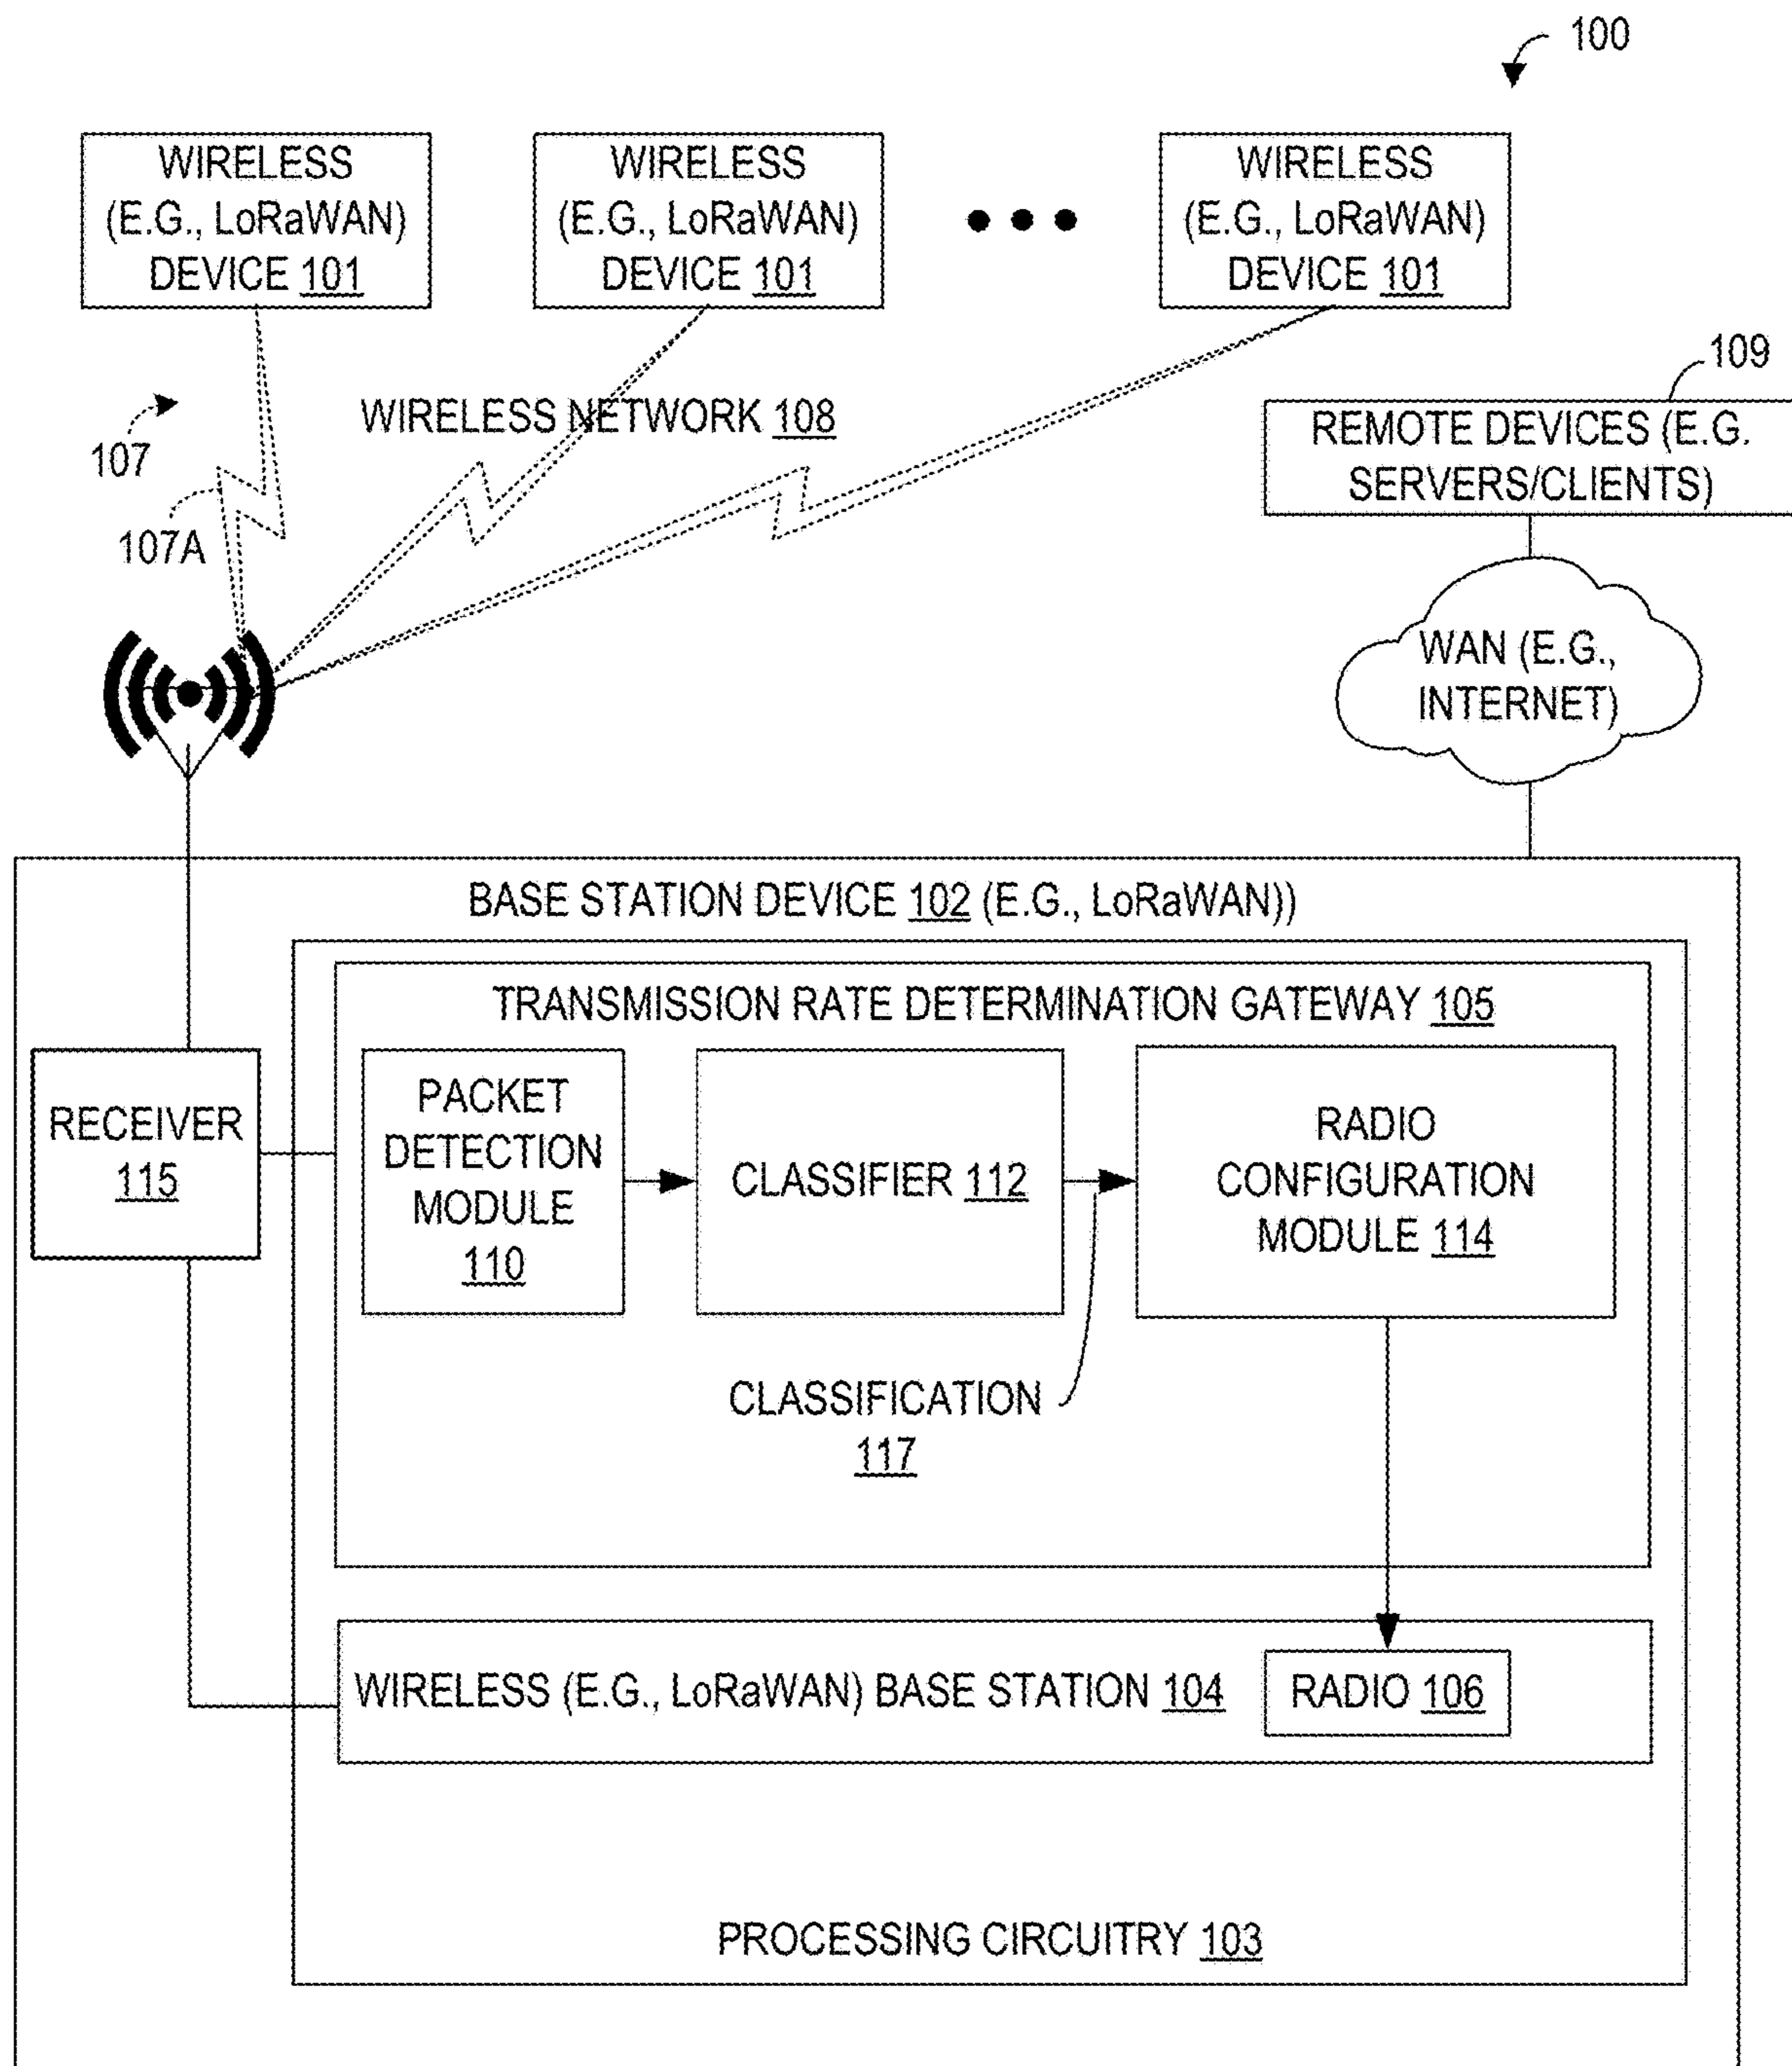 100
WIRELESS
(E.G., LoRaWAN)
DEVICE 101
WIRELESS
(E.G., LoRaWAN)
DEVICE 101
WIRELESS
(E.G., LoRaWAN)
DEVICE 101
109
107
WIRELESS NETWORK 108
REMOTE DEVICES (E.G.
SERVERS/CLIENTS)
107A
WAN (E.G.,
INTERNET)
BASE STATION DEVICE 102 (E.G., LoRaWAN))
TRANSMISSION RATE DETERMINATION GATEWAY 105
RECEIVER
115
PACKET
DETECTION
MODULE
110
CLASSIFIER 112
RADIO
CONFIGURATION
MODULE 114
CLASSIFICATION
117
WIRELESS (E.G., LoRaWAN) BASE STATION 104
RADIO 106
PROCESSING CIRCUITRY 103